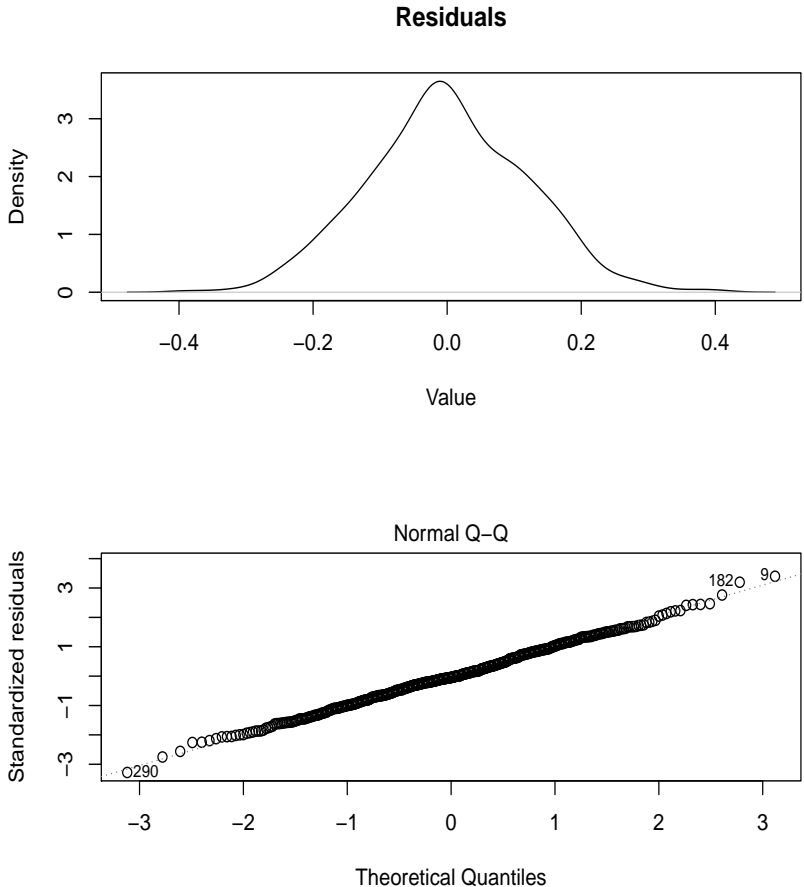 Residuals
Density
0 1 2 3
−0.4 −0.2 0.0 0.2 0.4
Value
Normal Q−Q
Standardized residuals
−3 −1 1 3
182 9
290
−3 −2 −1 0 1 2 3
Theoretical Quantiles